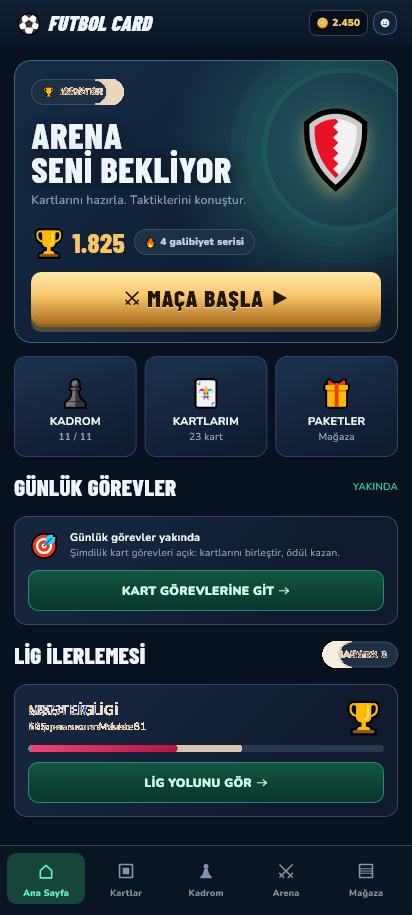 FUTBOL CARD
2.450
ARENA
SENİ BEKLİYOR
Kartlarını hazırla. Taktiklerini konuştur.
1.825
4 galibiyet serisi
MAÇA BAŞLA
KADROM
11 / 11
KARTLARIM
23 kart
PAKETLER
Mağaza
GÜNLÜK GÖREVLER
YAKINDA
Günlük görevler yakında
Şimdilik kart görevleri açık: kartlarını birleştir, ödül kazan.
KART GÖREVLERİNE GİT →
LİG İLERLEMESİ
LİG YOLUNU GÖR →
Ana Sayfa
Kartlar
Kadrom
Arena
Mağaza